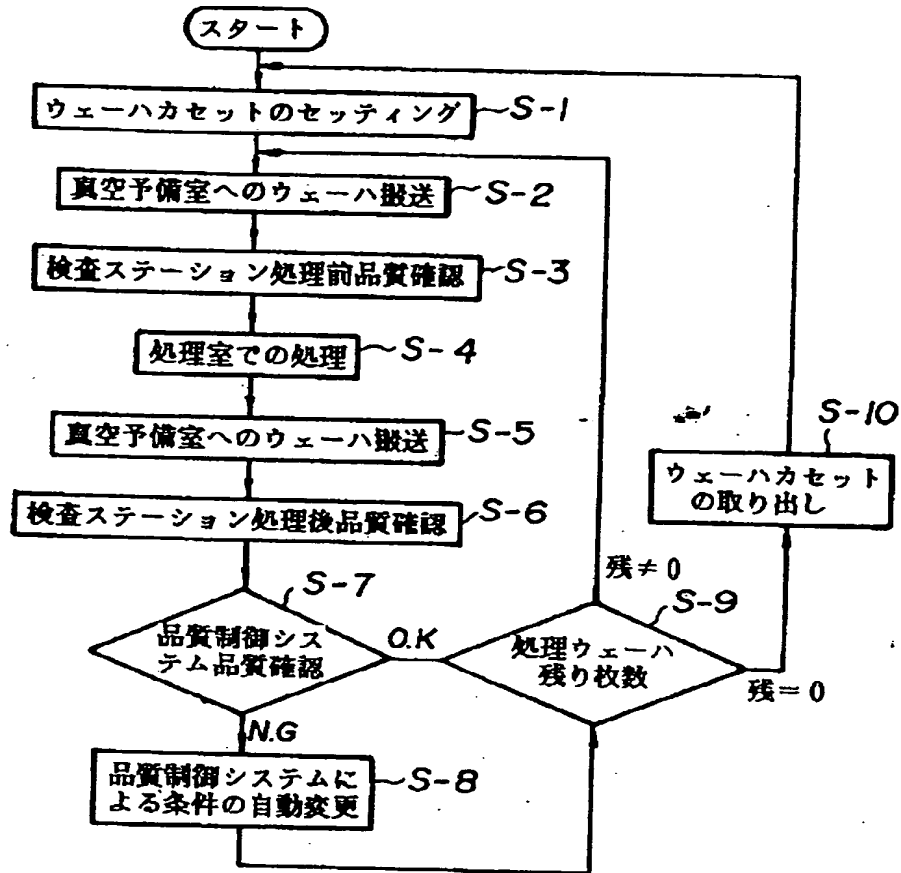 スタート
ウェーハカセットのセッティング
S-1
真空予備室へのウェーハ搬送
S-2
検査ステーション処理前品質確認
S-3
処理室での処理
S-4
真空予備室へのウェーハ搬送
S-5
検査ステーション処理後品質確認
S-6
S-7
品質制御シス
テム品質確認
O.K
N.G
品質制御システムに
よる条件の自動変更
S-8
残≠0
S-9
処理ウェーハ
残り枚数
残=0
S-10
ウェーハカセット
の取り出し